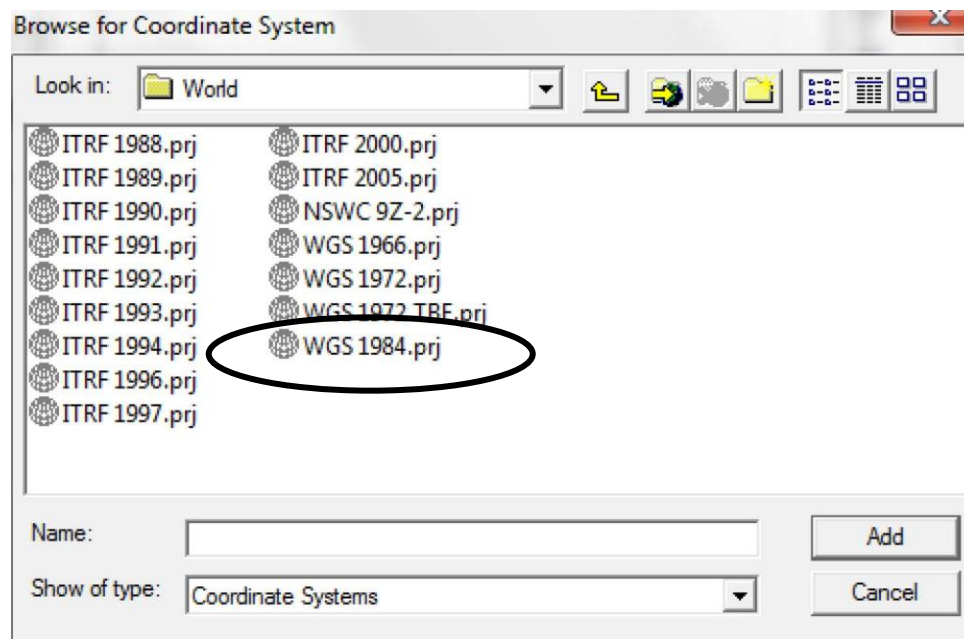 Browse for Coordinate System
Look in: World
ITRF 1988.prj
ITRF 1989.prj
ITRF 1990.prj
ITRF 1991.prj
ITRF 1992.prj
ITRF 1993.prj
ITRF 1994.prj
ITRF 1996.prj
ITRF 1997.prj
ITRF 2000.prj
ITRF 2005.prj
NSWC 9Z-2.prj
WGS 1966.prj
WGS 1972.prj
WGS 1972 TBE.prj
WGS 1984.prj
Name:
Add
Show of type: Coordinate Systems
Cancel